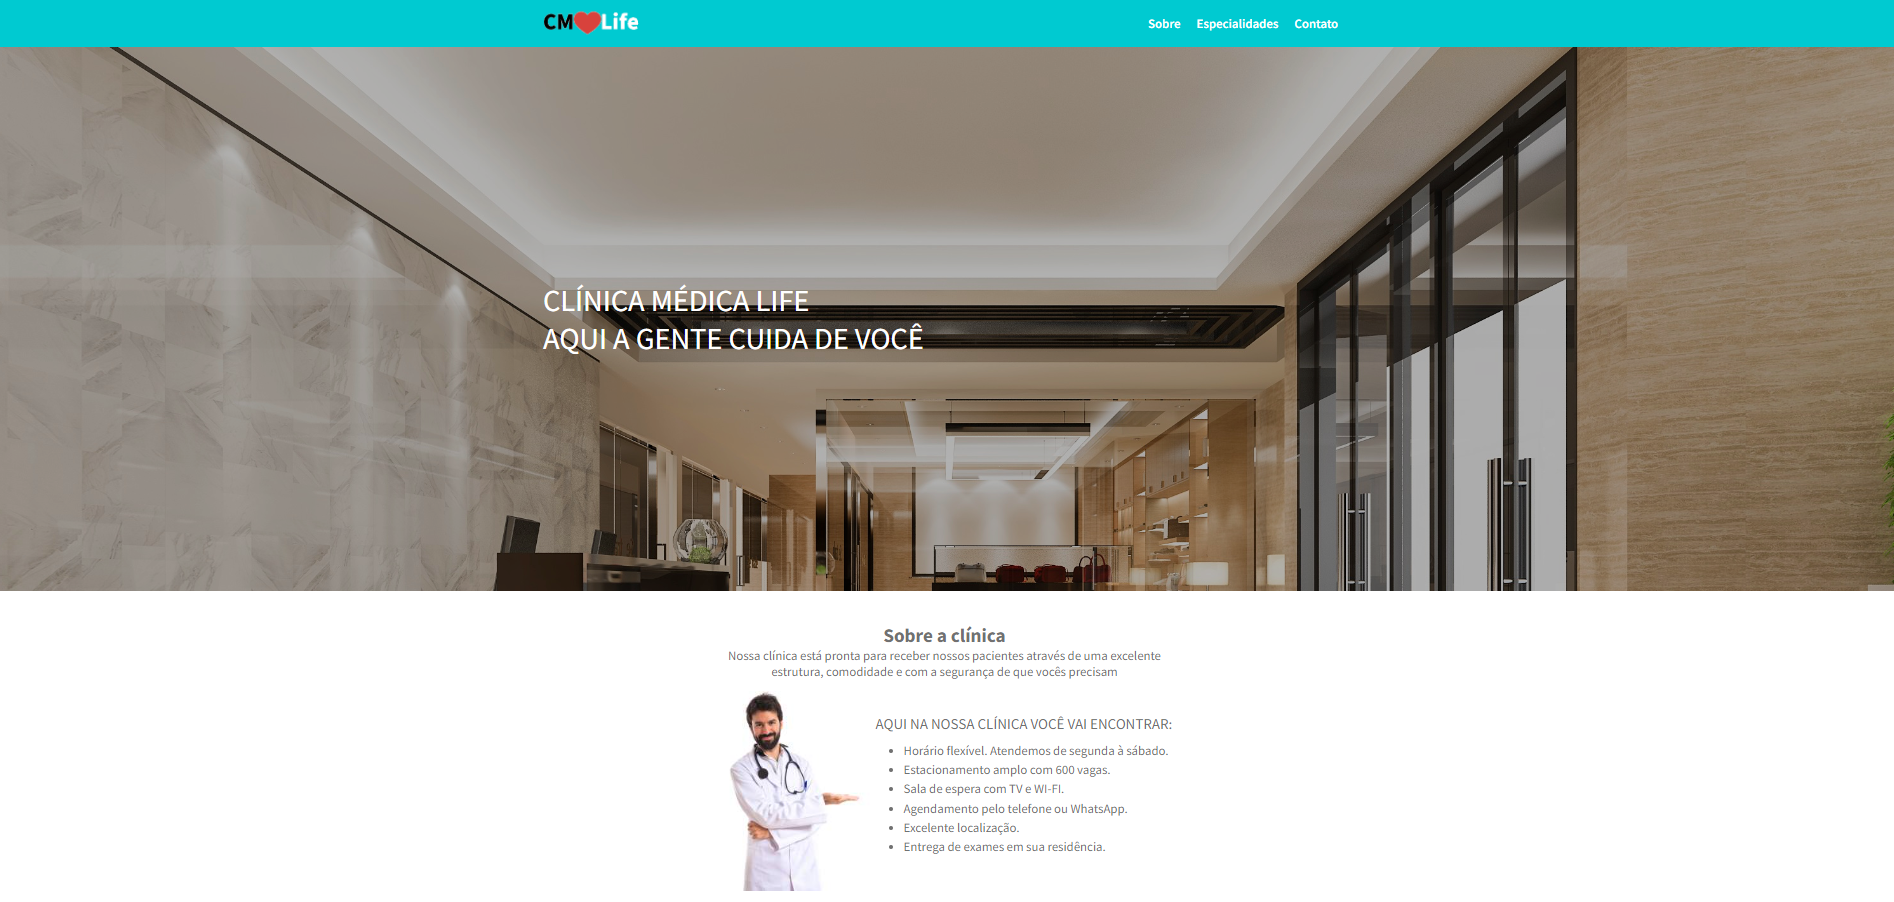 CM Life
Sobre Especialidades Contato
CLÍNICA MÉDICA LIFE
AQUI A GENTE CUIDA DE VOCÊ
Sobre a clínica
Nossa clínica está pronta para receber nossos pacientes através de uma excelente
estrutura, comodidade e com a segurança de que vocês precisam
AQUI NA NOSSA CLÍNICA VOCÊ VAI ENCONTRAR:
Horário flexível. Atendemos de segunda à sábado.
Estacionamento amplo com 600 vagas.
Sala de espera com TV e WI-FI.
Agendamento pelo telefone ou WhatsApp.
Excelente localização.
Entrega de exames em sua residência.